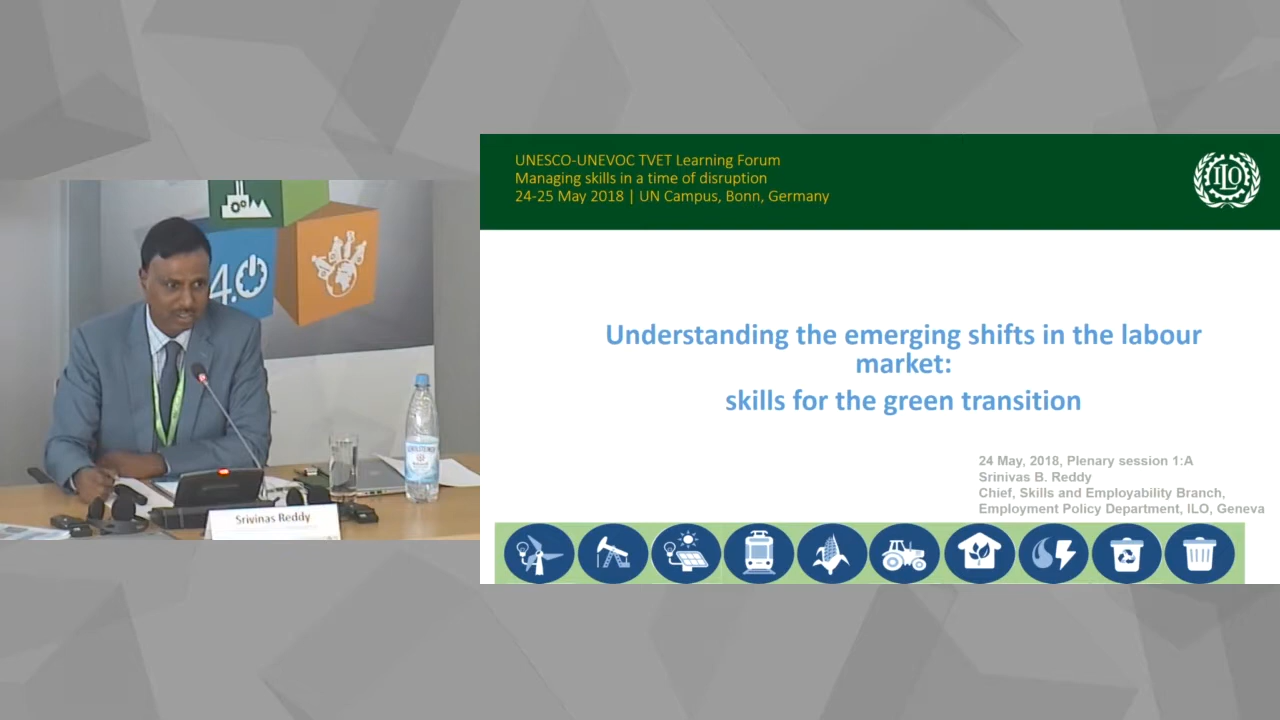 UNESCO-UNEVOC TVET Learning Forum
Managing skills in a time of disruption
24-25 May 2018 | UN Campus, Bonn, Germany
ILO
4.0
Understanding the emerging shifts in the labour
market:
skills for the green transition
24 May, 2018, Plenary session 1:A
Srinivas B. Reddy
Chief, Skills and Employability Branch,
Employment Policy Department, ILO, Geneva
Srivinas Reddy